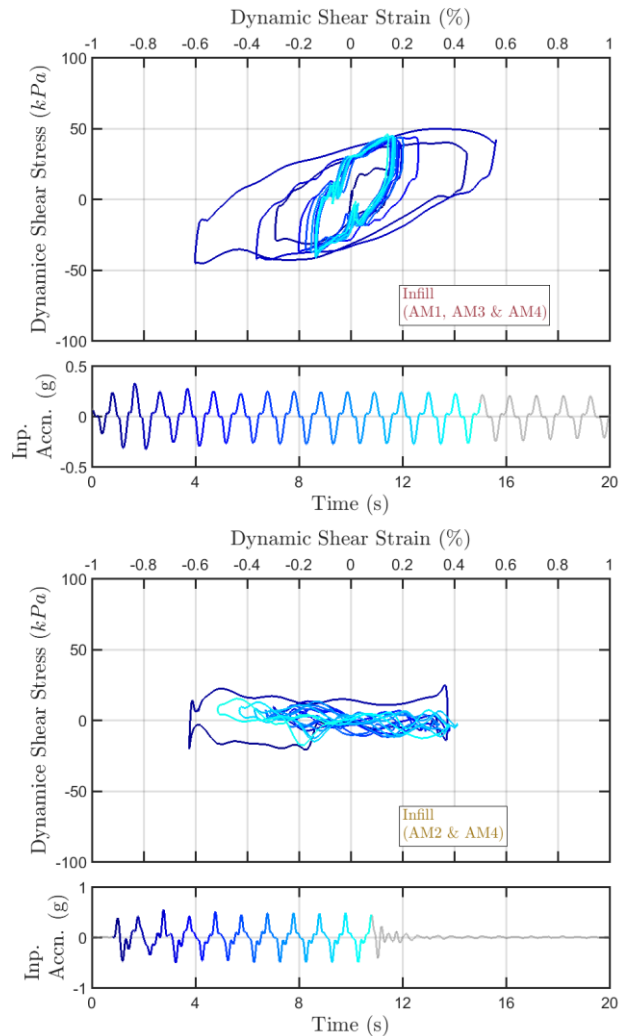 Dynamic Shear Strain (%)
-1 -0.8 -0.6 -0.4 -0.2 0 0.2 0.4 0.6 0.8 1
Dynamice Shear Stress (kPa)
100
50
0
-50
-100
Infill
(AM1, AM3 & AM4)
Inp.
Accn. (g)
0.5
0
-0.5
0 4 8 12 16 20
Time (s)
Dynamic Shear Strain (%)
-1 -0.8 -0.6 -0.4 -0.2 0 0.2 0.4 0.6 0.8 1
Dynamice Shear Stress (kPa)
100
50
0
-50
-100
Infill
(AM2 & AM4)
Inp.
Accn. (g)
1
0
-1
0 4 8 12 16 20
Time (s)